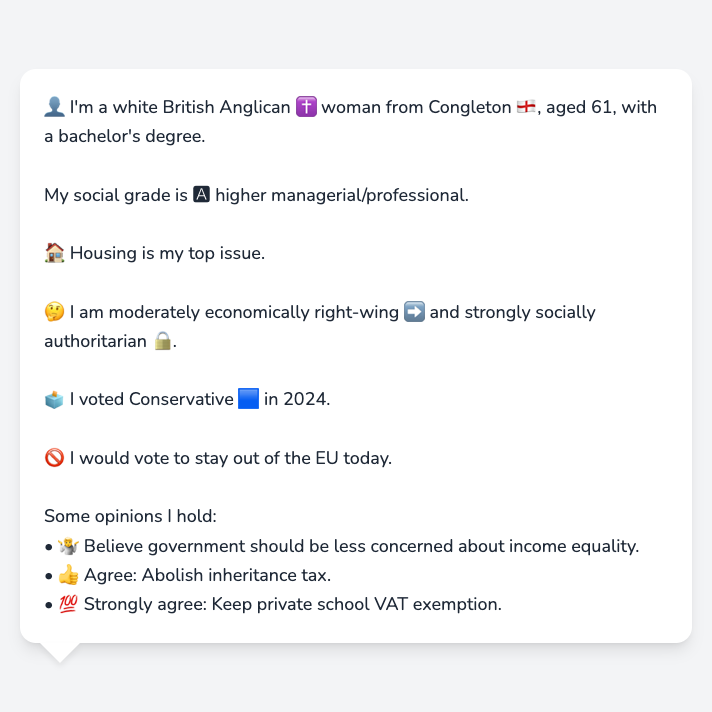 👤 I'm a white British Anglican ✝️ woman from Congleton 🏴󠁧󠁢󠁥󠁮󠁧󠁿, aged 61, with
a bachelor's degree.
My social grade is 🅰️ higher managerial/professional.
🏠 Housing is my top issue.
🤔 I am moderately economically right-wing ➡️ and strongly socially
authoritarian 🔒.
🗳️ I voted Conservative 🟦 in 2024.
🚫 I would vote to stay out of the EU today.
Some opinions I hold:
• 🤷‍♀️ Believe government should be less concerned about income equality.
• 👍 Agree: Abolish inheritance tax.
• 💯 Strongly agree: Keep private school VAT exemption.